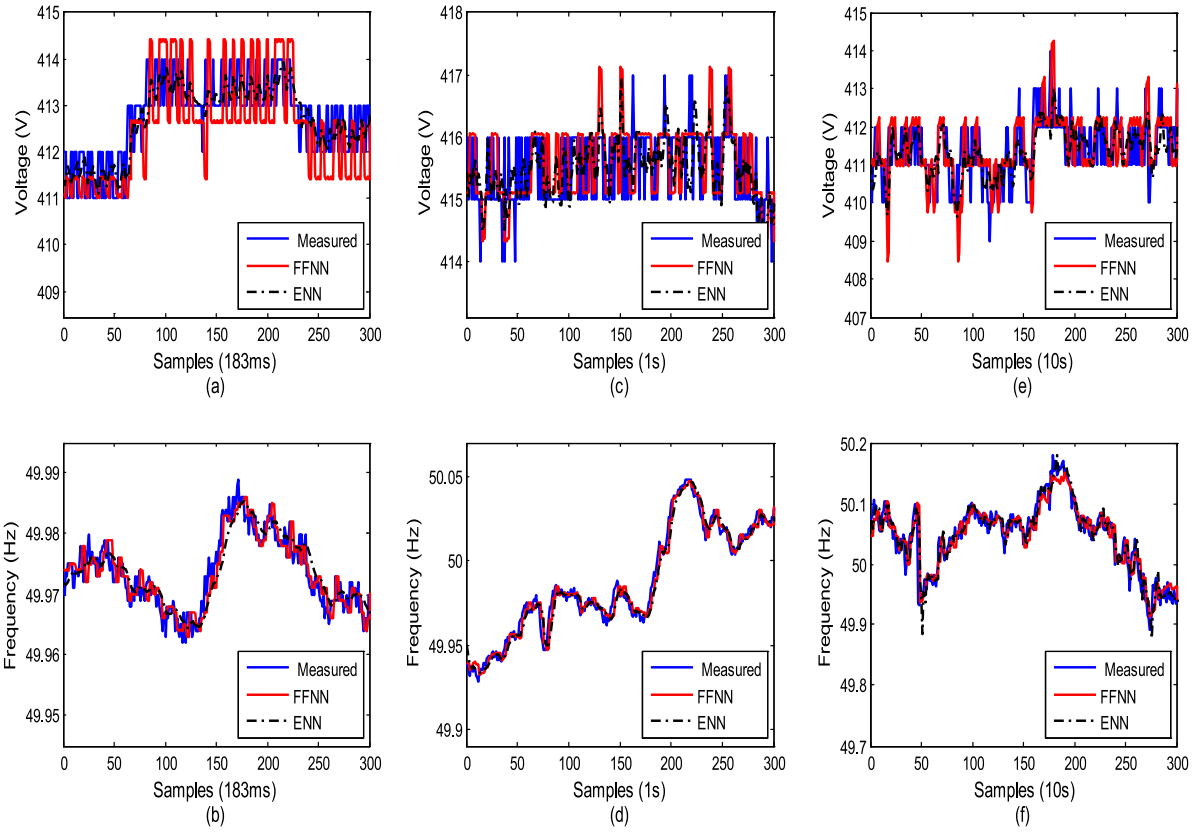 415
414
413
412
411
410
409
Voltage (V)
Measured
FFNN
ENN
0 50 100 150 200 250 300
Samples (183ms)
(a)
418
417
416
415
414
Voltage (V)
Measured
FFNN
ENN
0 50 100 150 200 250 300
Samples (1s)
(c)
415
414
413
412
411
410
409
408
407
Voltage (V)
Measured
FFNN
ENN
0 50 100 150 200 250 300
Samples (10s)
(e)
49.99
49.98
49.97
49.96
49.95
Frequency (Hz)
Measured
FFNN
ENN
0 50 100 150 200 250 300
Samples (183ms)
(b)
50.05
50
49.95
49.9
Frequency (Hz)
Measured
FFNN
ENN
0 50 100 150 200 250 300
Samples (1s)
(d)
50.2
50.1
50
49.9
49.8
49.7
Frequency (Hz)
Measured
FFNN
ENN
0 50 100 150 200 250 300
Samples (10s)
(f)